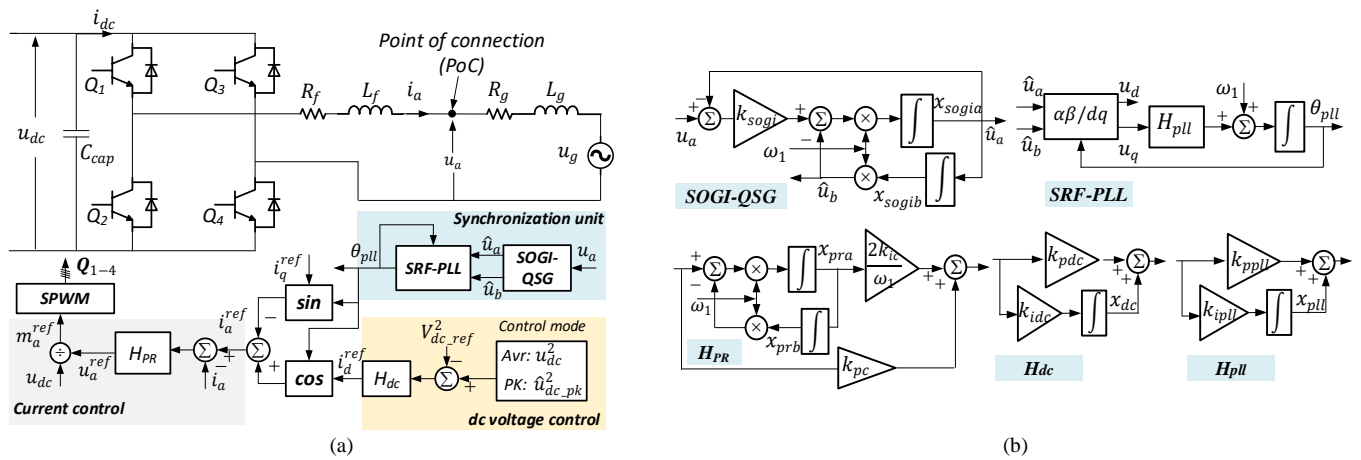 i_dc
u_dc
C_cap
Q_1
Q_2
Q_3
Q_4
Point of connection
(PoC)
R_f
L_f
i_a
R_g
L_g
u_a
u_g
Synchronization unit
θ_pll
SRF-PLL
û_a
û_b
SOGI-
QSG
u_a
Q_1−4
SPWM
m_a^ref
÷
u_dc
u_a^ref
H_PR
Σ
i_a
i_a^ref
Σ
i_q^ref
sin
cos
i_d^ref
H_dc
V_dc_ref^2
Σ
Control mode
Avr: u_dc^2
PK: û_dc_pk^2
Current control
dc voltage control
(a)
u_a
Σ
k_sogi
Σ
×
∫
x_sogia
û_a
ω_1
×
û_b
x_sogib
∫
SOGI-QSG
û_a
û_b
αβ/dq
u_d
u_q
H_pll
ω_1
Σ
∫
θ_pll
SRF-PLL
Σ
×
∫
x_pra
2k_ic
ω_1
Σ
ω_1
×
x_prb
∫
H_PR
k_pc
k_pdc
Σ
k_idc
∫
x_dc
H_dc
k_ppll
Σ
k_ipll
∫
x_pll
H_pll
(b)